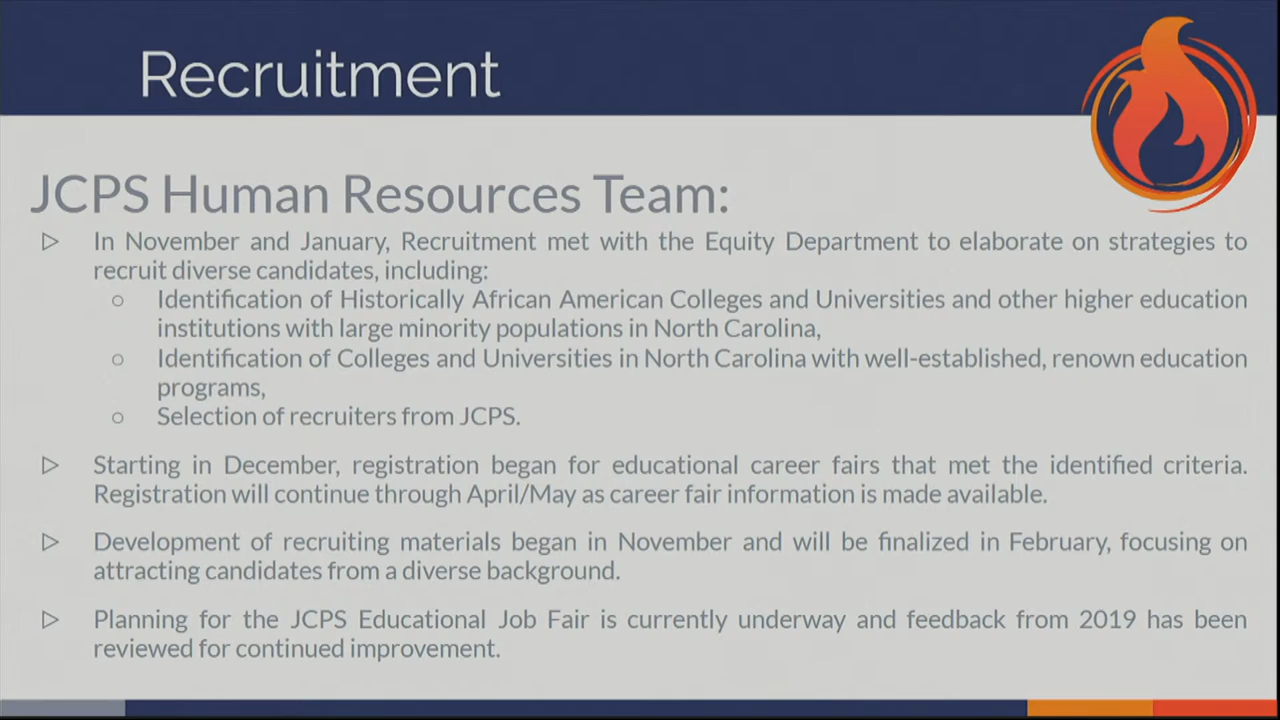 Recruitment
JCPS Human Resources Team:
▷ In November and January, Recruitment met with the Equity Department to elaborate on strategies to
recruit diverse candidates, including:
○ Identification of Historically African American Colleges and Universities and other higher education
institutions with large minority populations in North Carolina,
○ Identification of Colleges and Universities in North Carolina with well-established, renown education
programs,
○ Selection of recruiters from JCPS.
▷ Starting in December, registration began for educational career fairs that met the identified criteria.
Registration will continue through April/May as career fair information is made available.
▷ Development of recruiting materials began in November and will be finalized in February, focusing on
attracting candidates from a diverse background.
▷ Planning for the JCPS Educational Job Fair is currently underway and feedback from 2019 has been
reviewed for continued improvement.